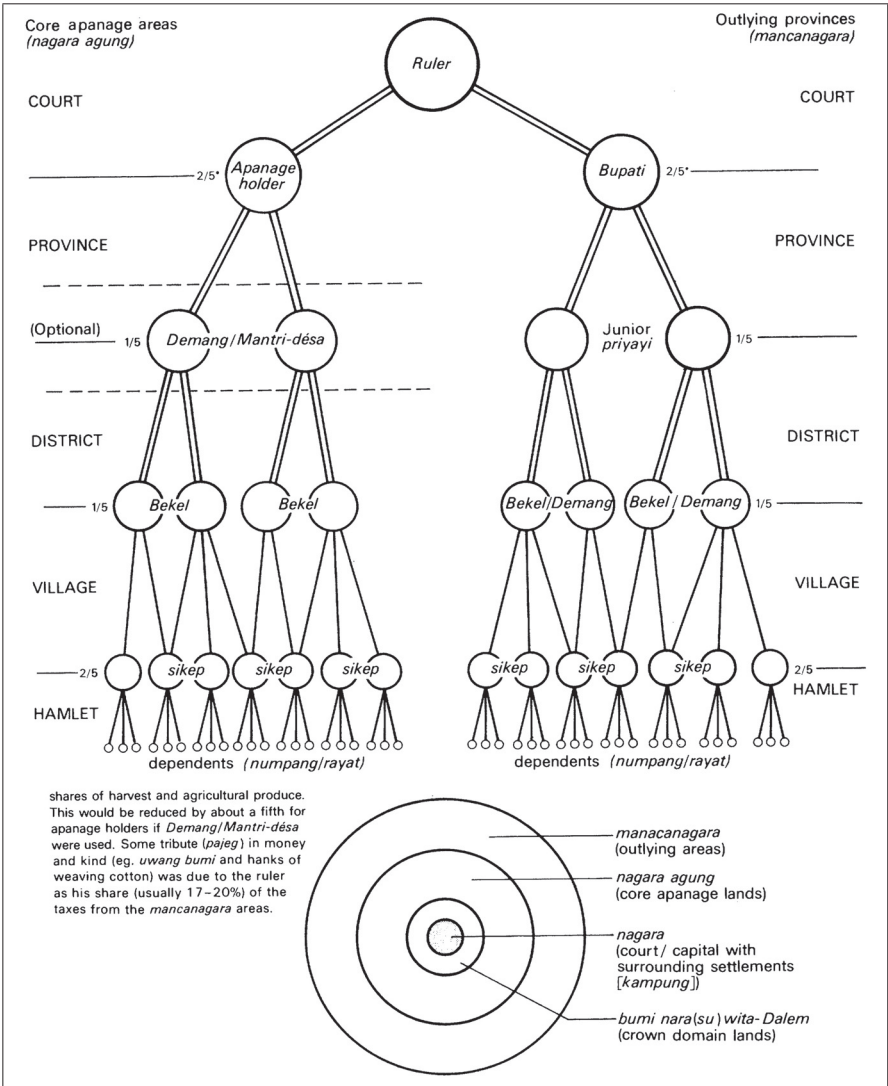 Core apanage areas
(nagara agung)
Outlying provinces
(mancanagara)
Ruler
COURT
COURT
2/5*
Apanage
holder
Bupati
2/5*
PROVINCE
PROVINCE
(Optional)
1/5
Demang/Mantri-désa
Junior
priyayi
1/5
DISTRICT
DISTRICT
1/5
Bekel
Bekel
Bekel/Demang
Bekel/Demang
1/5
VILLAGE
VILLAGE
2/5
sikep
sikep
sikep
sikep
sikep
sikep
2/5
HAMLET
HAMLET
dependents (numpang/rayat)
dependents (numpang/rayat)
shares of harvest and agricultural produce.
This would be reduced by about a fifth for
apanage holders if Demang/Mantri-désa
were used. Some tribute (pajeg) in money
and kind (eg. uwang bumi and hanks of
weaving cotton) was due to the ruler
as his share (usually 17–20%) of the
taxes from the mancanagara areas.
manacanagara
(outlying areas)
nagara agung
(core apanage lands)
nagara
(court/ capital with
surrounding settlements
[kampung])
bumi nara(su)wita-Dalem
(crown domain lands)